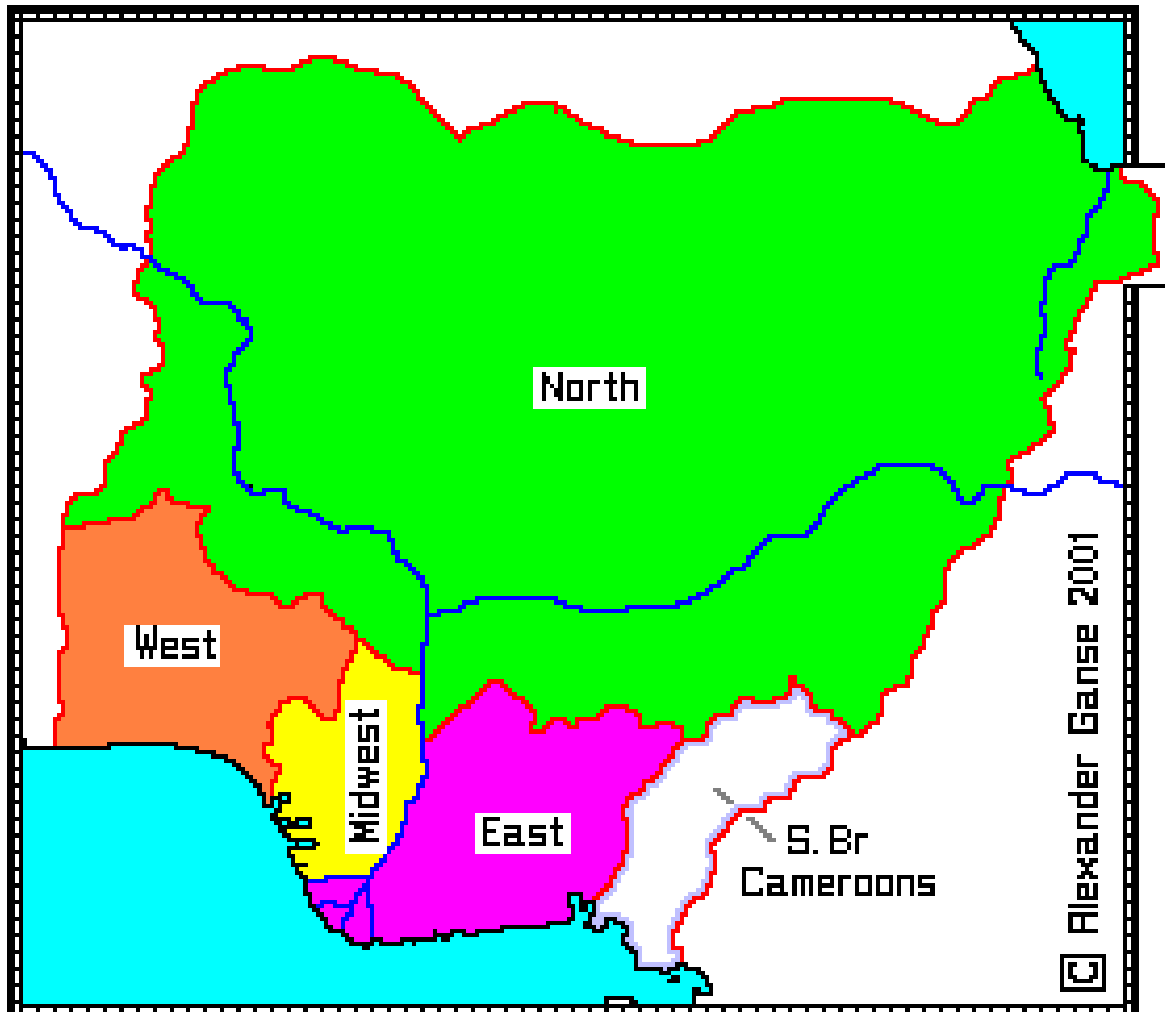 North
West
Midwest
East
S. Br
Cameroons
C Alexander Ganse 2001